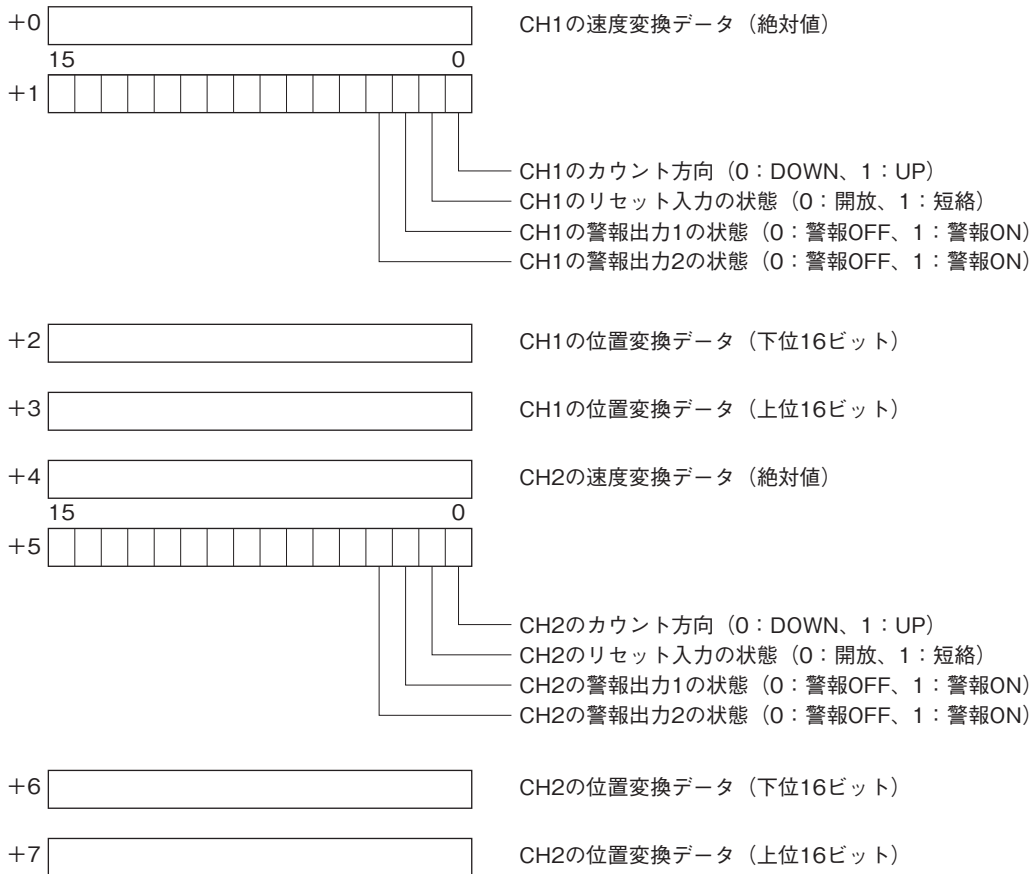 +0 CH1の速度変換データ（絶対値）
15 0
+1
CH1のカウント方向（0：DOWN、1：UP）
CH1のリセット入力の状態（0：開放、1：短絡）
CH1の警報出力1の状態（0：警報OFF、1：警報ON）
CH1の警報出力2の状態（0：警報OFF、1：警報ON）
+2 CH1の位置変換データ（下位16ビット）
+3 CH1の位置変換データ（上位16ビット）
+4 CH2の速度変換データ（絶対値）
15 0
+5
CH2のカウント方向（0：DOWN、1：UP）
CH2のリセット入力の状態（0：開放、1：短絡）
CH2の警報出力1の状態（0：警報OFF、1：警報ON）
CH2の警報出力2の状態（0：警報OFF、1：警報ON）
+6 CH2の位置変換データ（下位16ビット）
+7 CH2の位置変換データ（上位16ビット）